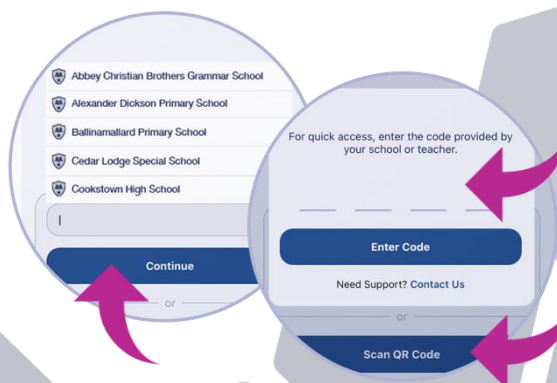 Abbey Christian Brothers Grammar School
Alexander Dickson Primary School
Ballinamallard Primary School
Cedar Lodge Special School
Cookstown High School
Continue
or
For quick access, enter the code provided by
your school or teacher.
Enter Code
Need Support? Contact Us
or
Scan QR Code